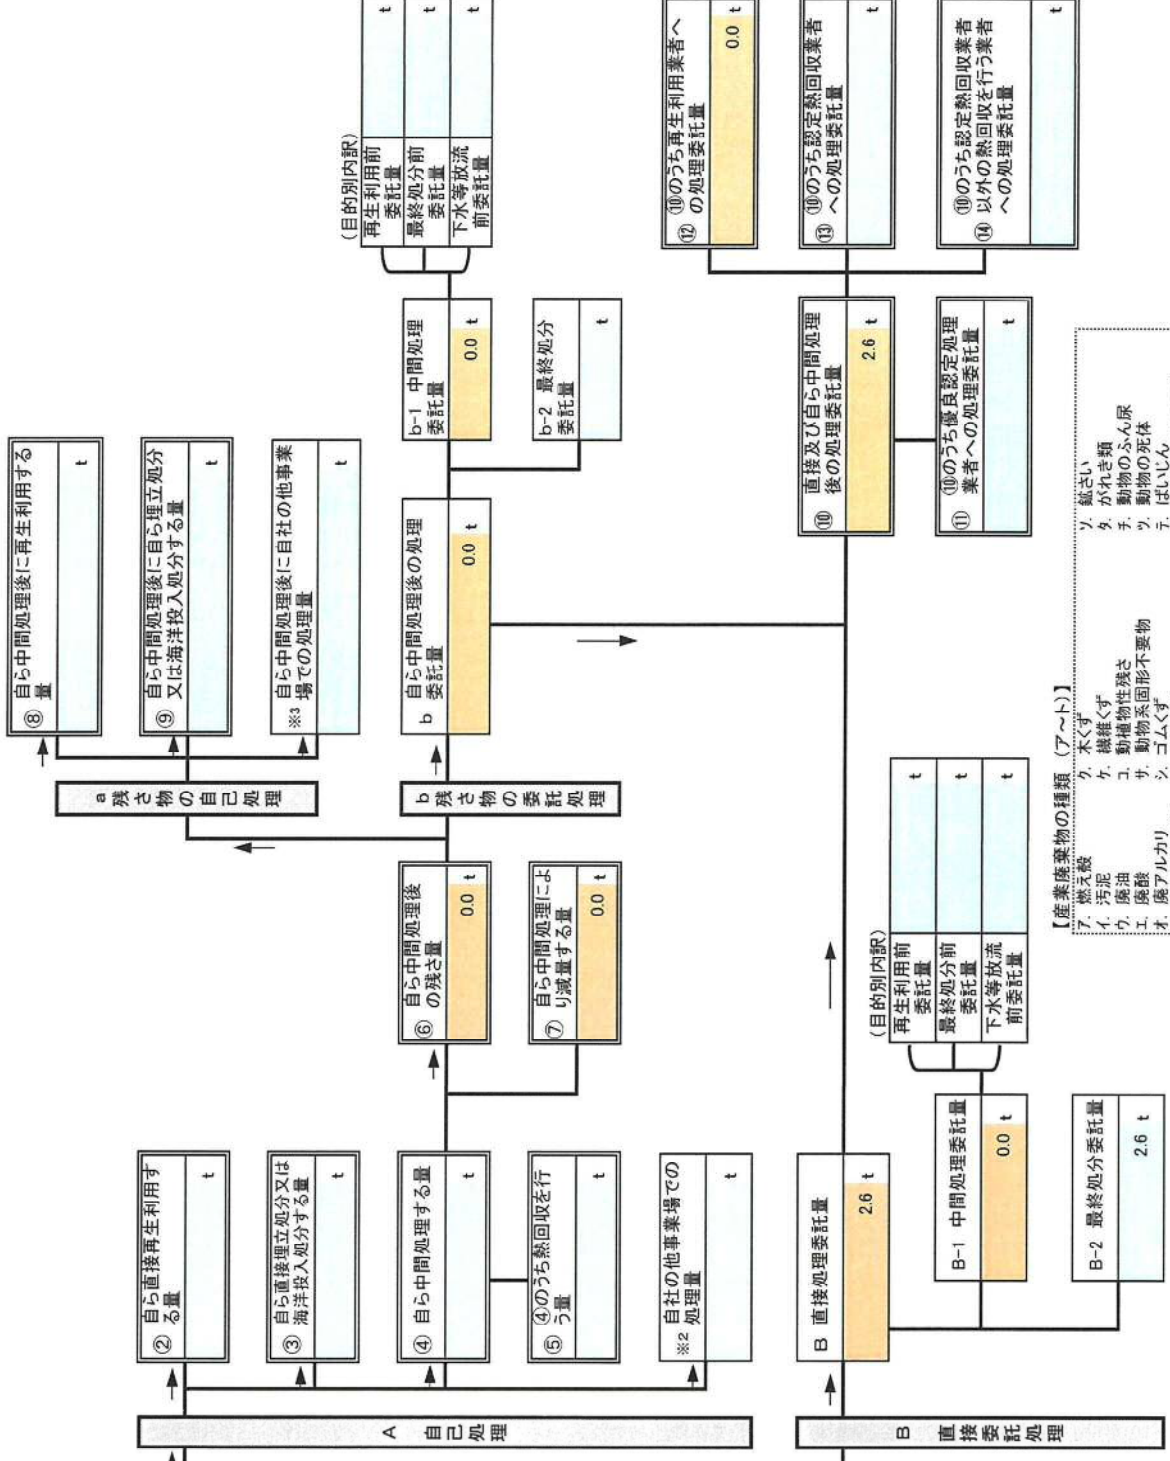 A 自己処理
② 自ら直接再生利用す
る量
t
③ 自ら直接埋立処分又は
海洋投入処分する量
t
④ 自ら中間処理する量
t
⑤ ④のうち熱回収を行
う量
t
※2 自社の他事業場での
処理量
t
⑥ 自ら中間処理後
の残さ量
0.0 t
⑦ 自ら中間処理によ
り減量する量
0.0 t
a 残さ物の自己処理
⑧ 自ら中間処理後に再生利用する
量
t
⑨ 自ら中間処理後に自ら埋立処分
又は海洋投入処分する量
t
※3 自ら中間処理後に自社の他事業
場での処理量
t
b 残さ物の委託処理
b 自ら中間処理後の処理
委託量
0.0 t
b-1 中間処理
委託量
0.0 t
b-2 最終処分
委託量
t
(目的別内訳)
再生利用前
委託量
t
最終処分前
委託量
t
下水等放流
前委託量
t
B 直接委託処理
B 直接処理委託量
2.6 t
B-1 中間処理委託量
0.0 t
B-2 最終処分委託量
2.6 t
(目的別内訳)
再生利用前
委託量
t
最終処分前
委託量
t
下水等放流
前委託量
t
⑩ 直接及び自ら中間処理
後の処理委託量
2.6 t
⑪ ⑩のうち優良認定処理
業者への処理委託量
t
⑫ ⑩のうち再生利用業者へ
の処理委託量
0.0 t
⑬ ⑩のうち認定熱回収業者
への処理委託量
t
⑭ ⑩のうち認定熱回収業者
以外の熱回収を行う業者
への処理委託量
t
【産業廃棄物の種類 (ア～ト)】
ア. 燃え殻 ク. 木くず ソ. 鉱さい
イ. 汚泥 ケ. 繊維くず タ. がれき類
ウ. 廃油 コ. 動植物性残さ チ. 動物のふん尿
エ. 廃酸 サ. 動物系固形不要物 ツ. 動物の死体
オ. 廃アルカリ シ. ゴムくず テ. ばいじん